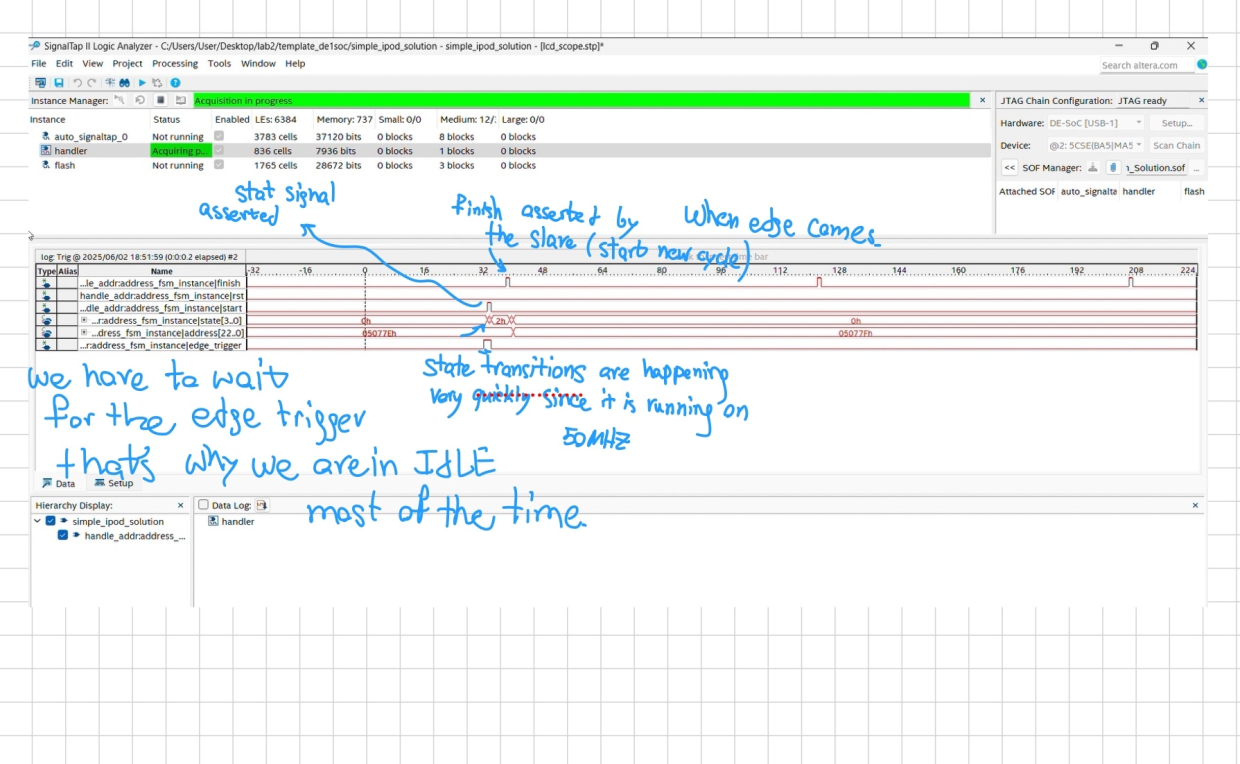 SignalTap II Logic Analyzer - C:/Users/User/Desktop/lab2/template_de1soc/simple_ipod_solution - simple_ipod_solution - [lcd_scope.stp]*
File Edit View Project Processing Tools Window Help
Search altera.com
Instance Manager: Acquisition in progress
JTAG Chain Configuration: JTAG ready
Instance Status Enabled LEs: 6384 Memory: 737 Small: 0/0 Medium: 12/: Large: 0/0
auto_signaltap_0 Not running 3783 cells 37120 bits 0 blocks 8 blocks 0 blocks
handler Acquiring p... 836 cells 7936 bits 0 blocks 1 blocks 0 blocks
flash Not running 1765 cells 28672 bits 0 blocks 3 blocks 0 blocks
Hardware: DE-SoC [USB-1] Setup...
Device: @2: 5CSE(BA5|MA5 Scan Chain
<< SOF Manager: ı_Solution.sof ...
Attached SOF auto_signalta handler flash
stat signal
asserted
finish asserted by
the slave (start new cycle)
When edge comes
log: Trig @ 2025/06/02 18:51:59 (0:0:0.2 elapsed) #2
bar
Type Alias Name -32 -16 0 16 32 48 64 80 96 112 128 144 160 176 192 208 224
...le_addr:address_fsm_instance|finish
handle_addr:address_fsm_instance|rst
...dle_addr:address_fsm_instance|start
...r:address_fsm_instance|state[3..0] 0h 2h 0h
...dress_fsm_instance|address[22..0] 05077Eh 05077Fh
...r:address_fsm_instance|edge_trigger
state transitions are happening
very quickly since it is running on
50MHZ
we have to wait
for the edge trigger
that's why we are in IdLE
most of the time
Data Setup
Hierarchy Display:
simple_ipod_solution
handle_addr:address_...
Data Log:
handler